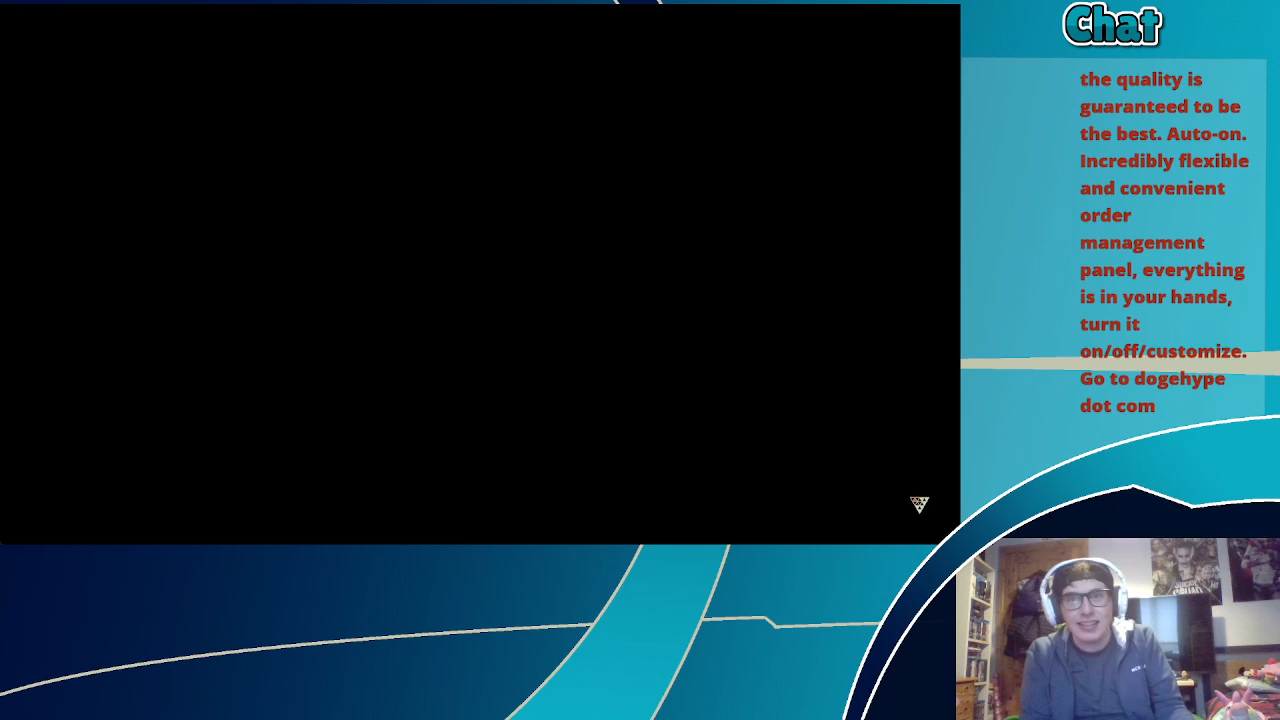 Chat
the quality is
guaranteed to be
the best. Auto-on.
Incredibly flexible
and convenient
order
management
panel, everything
is in your hands,
turn it
on/off/customize.
Go to dogehype
dot com